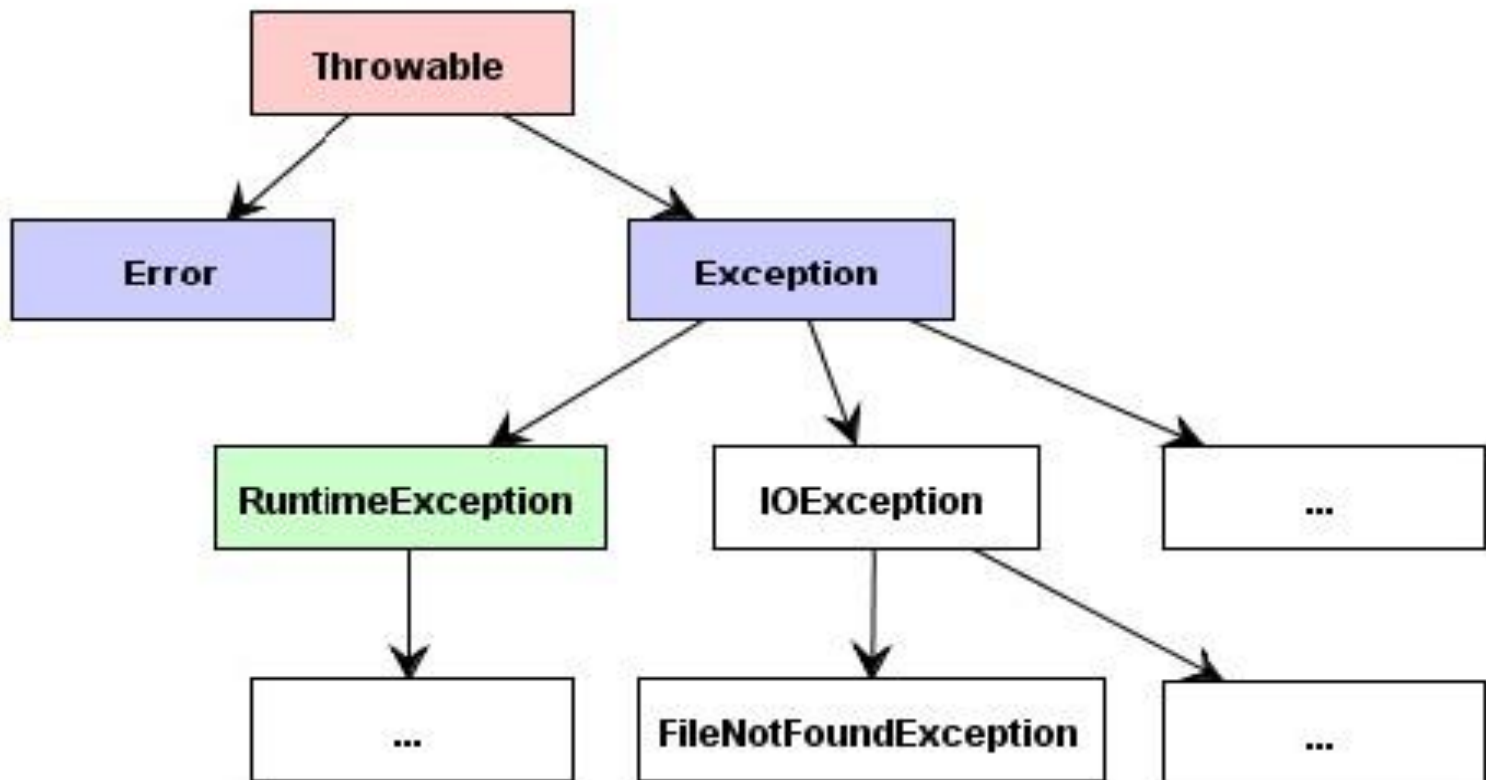 Throwable
Error
Exception
RuntimeException
IOException
...
...
FileNotFoundException
...